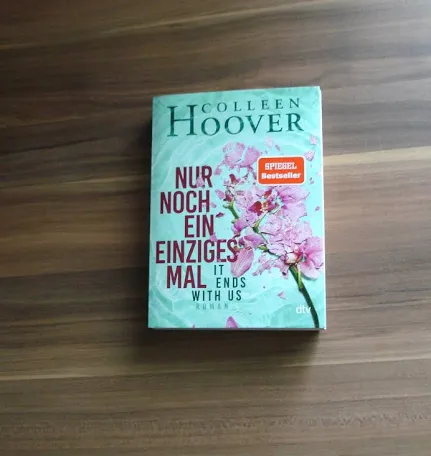 COLLEEN
HOOVER
SPIEGEL
Bestseller
NUR
NOCH
EIN
EINZIGES
MAL
IT
ENDS
WITH US
ROMAN
dtv